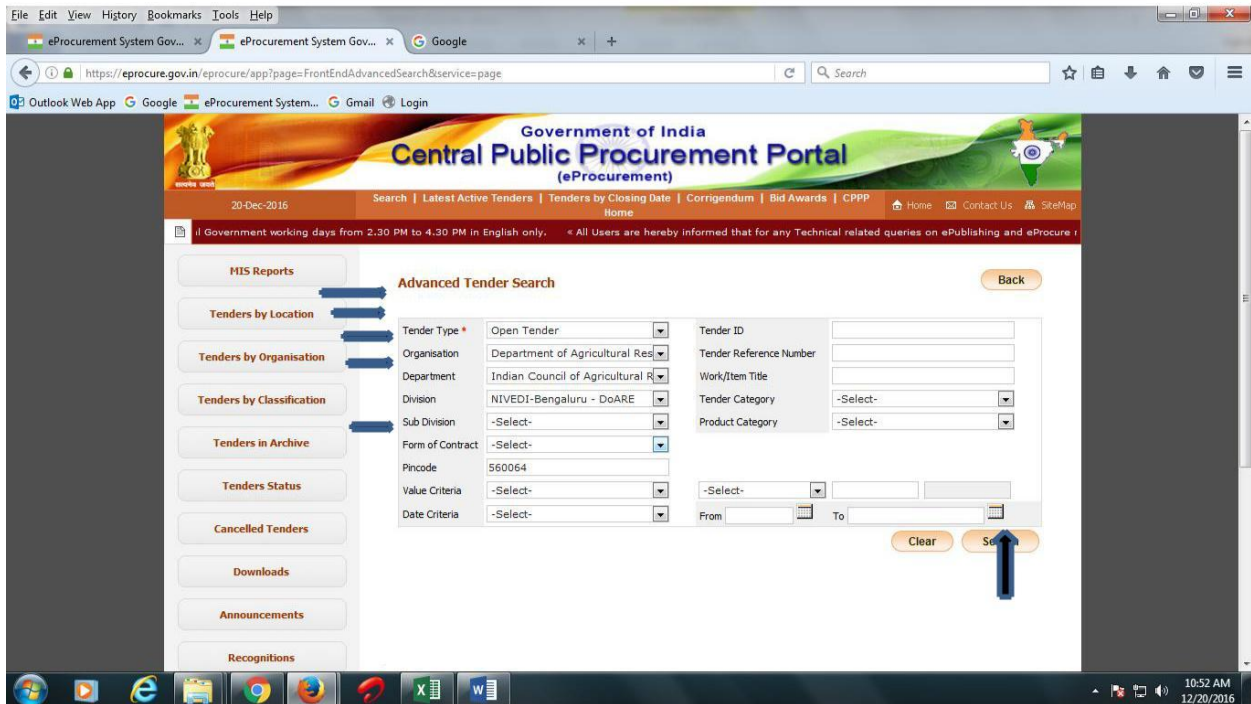 File Edit View History Bookmarks Tools Help
eProcurement System Gov... × eProcurement System Gov... × Google × +
https://eprocure.gov.in/eprocure/app?page=FrontEndAdvancedSearch&service=page Search
Outlook Web App Google eProcurement System... Gmail Login
सत्यमेव जयते
Government of India
Central Public Procurement Portal
(eProcurement)
20-Dec-2016
Search | Latest Active Tenders | Tenders by Closing Date | Corrigendum | Bid Awards | CPPP
Home
Home Contact Us SiteMap
Government working days from 2.30 PM to 4.30 PM in English only. « All Users are hereby informed that for any Technical related queries on ePublishing and eProcure
MIS Reports
Tenders by Location
Tenders by Organisation
Tenders by Classification
Tenders in Archive
Tenders Status
Cancelled Tenders
Downloads
Announcements
Recognitions
Advanced Tender Search Back
Tender Type * Open Tender Tender ID
Organisation Department of Agricultural Res Tender Reference Number
Department Indian Council of Agricultural R Work/Item Title
Division NIVEDI-Bengaluru - DoARE Tender Category -Select-
Sub Division -Select- Product Category -Select-
Form of Contract -Select-
Pincode 560064
Value Criteria -Select- -Select-
Date Criteria -Select- From To
Clear
10:52 AM
12/20/2016